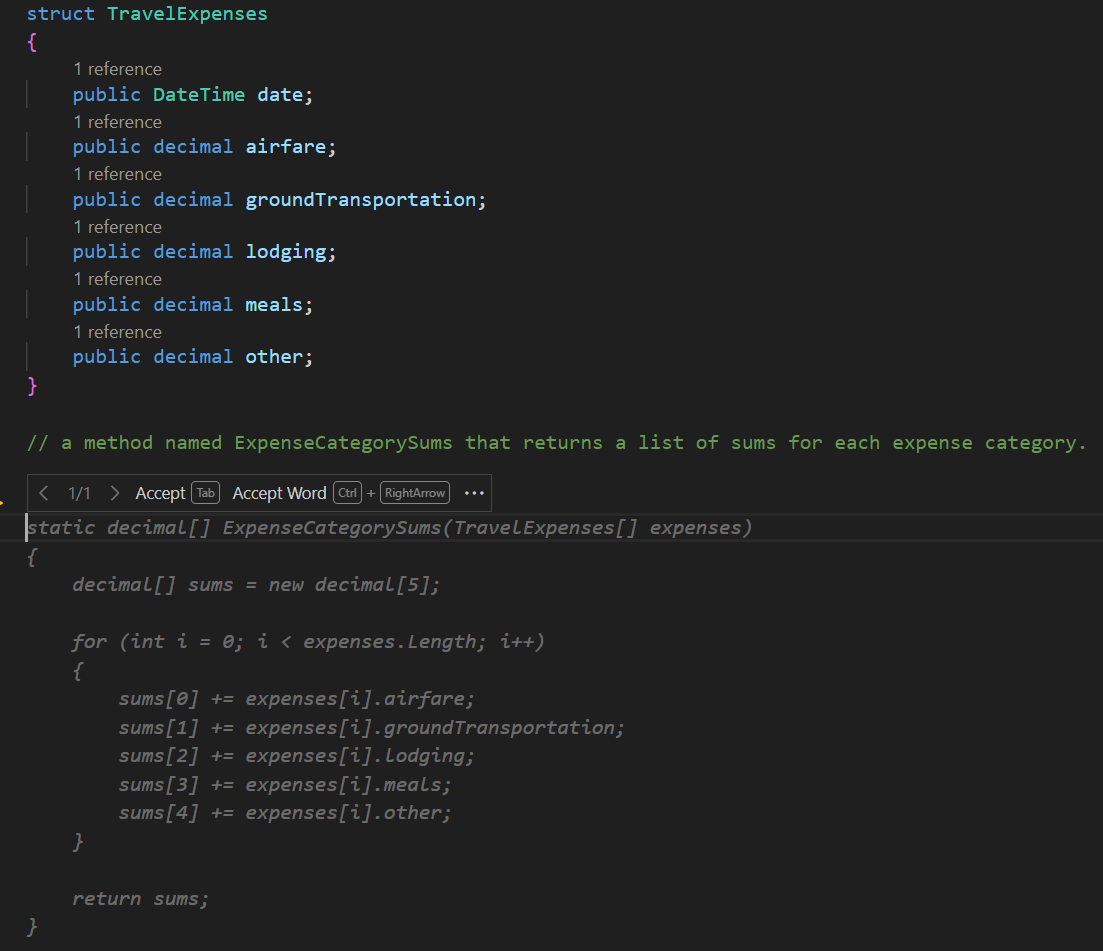 struct TravelExpenses
{
1 reference
public DateTime date;
1 reference
public decimal airfare;
1 reference
public decimal groundTransportation;
1 reference
public decimal lodging;
1 reference
public decimal meals;
1 reference
public decimal other;
}
// a method named ExpenseCategorySums that returns a list of sums for each expense category.
< 1/1 > Accept Tab Accept Word Ctrl + RightArrow ···
static decimal[] ExpenseCategorySums(TravelExpenses[] expenses)
{
decimal[] sums = new decimal[5];
for (int i = 0; i < expenses.Length; i++)
{
sums[0] += expenses[i].airfare;
sums[1] += expenses[i].groundTransportation;
sums[2] += expenses[i].lodging;
sums[3] += expenses[i].meals;
sums[4] += expenses[i].other;
}
return sums;
}